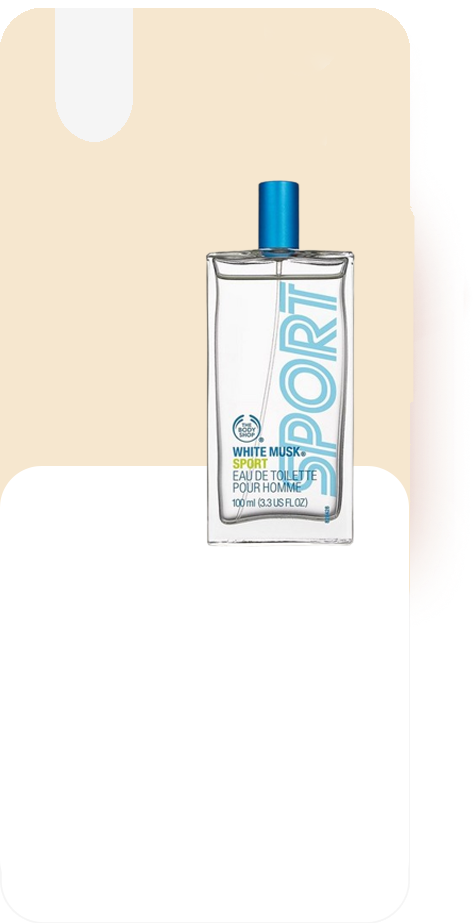 SPORT
THE
BODY
SHOP
®
WHITE MUSK®
SPORT
EAU DE TOILETTE
POUR HOMME
100 ml (3.3 US FL OZ)